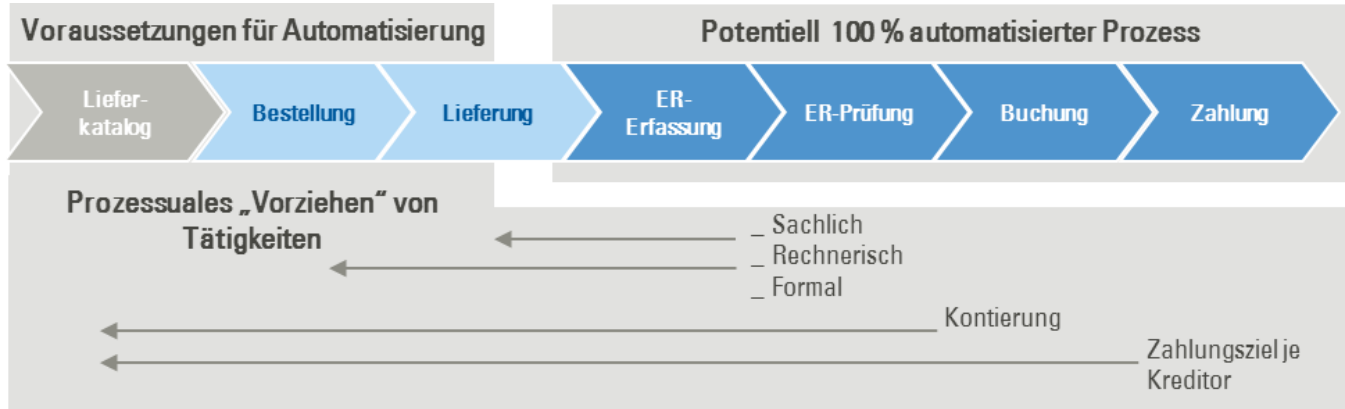 Voraussetzungen für Automatisierung
Potentiell 100 % automatisierter Prozess
Liefer-
katalog
Bestellung
Lieferung
ER-
Erfassung
ER-Prüfung
Buchung
Zahlung
Prozessuales „Vorziehen“ von
Tätigkeiten
_ Sachlich
_ Rechnerisch
_ Formal
Kontierung
Zahlungsziel je
Kreditor